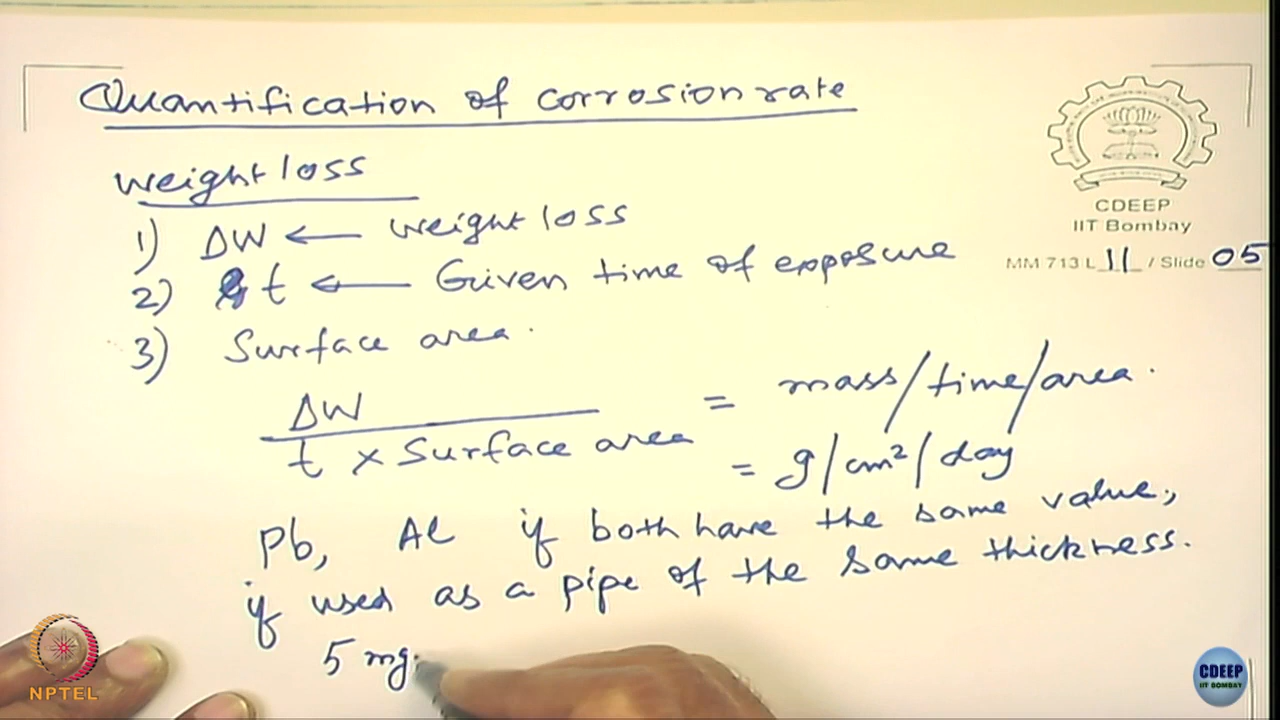 Quantification of corrosion rate
weight loss
1) ΔW ← weight loss
2) t ← Given time of exposure
3) Surface area.
ΔW
t × Surface area
= mass/time/area.
= g/cm²/day
Pb, Al if both have the same value,
if used as a pipe of the same thickness.
5 mg
CDEEP
IIT Bombay
MM 713 L 11 / Slide 05
NPTEL
CDEEP
IIT BOMBAY